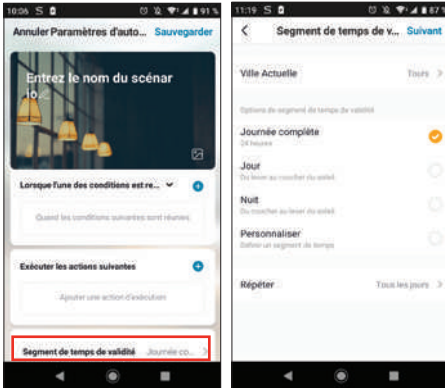 10:06 S
91 %
Annuler Paramètres d'auto... Sauvegarder
Entrez le nom du scénar
io.
Lorsque l'une des conditions est re...
Quand les conditions suivantes sont réunies.
Exécuter les actions suivantes
Ajouter une action d'exécution
Segment de temps de validité Journée co...
11:19 S
87 %
Segment de temps de v... Suivant
Ville Actuelle Tours
Options de segment de temps de validité
Journée complète
24 heures
Jour
Du lever au coucher du soleil
Nuit
Du coucher au lever du soleil
Personnaliser
Définir un segment de temps
Répéter Tous les jours